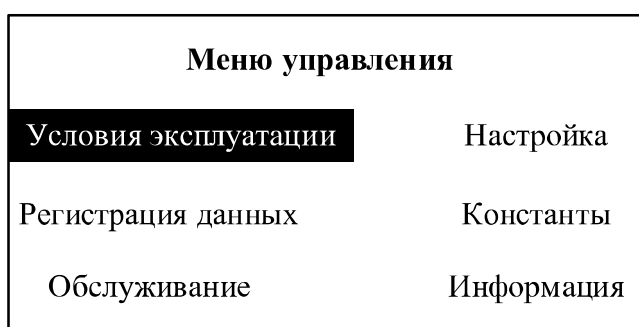 Меню управления
Условия эксплуатации Настройка
Регистрация данных Константы
Обслуживание Информация